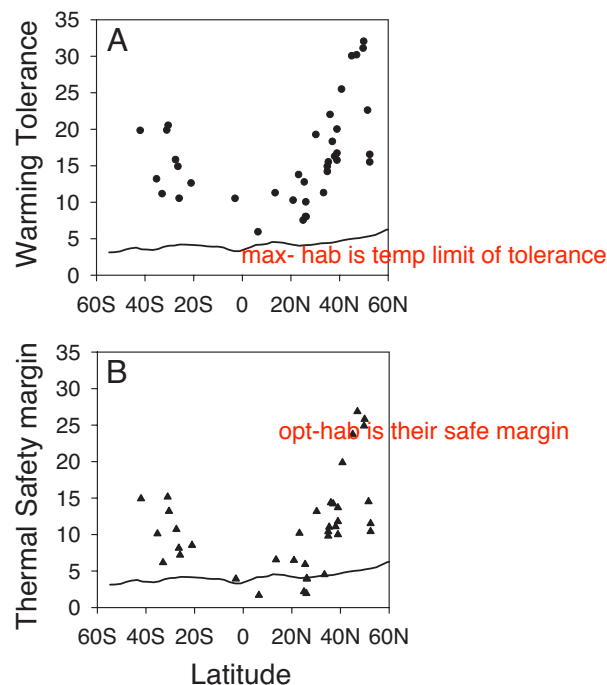 A
35
30
25
20
15
10
5
0
Warming Tolerance
max- hab is temp limit of tolerance
60S 40S 20S 0 20N 40N 60N
B
35
30
25
20
15
10
5
0
Thermal Safety margin
opt-hab is their safe margin
60S 40S 20S 0 20N 40N 60N
Latitude